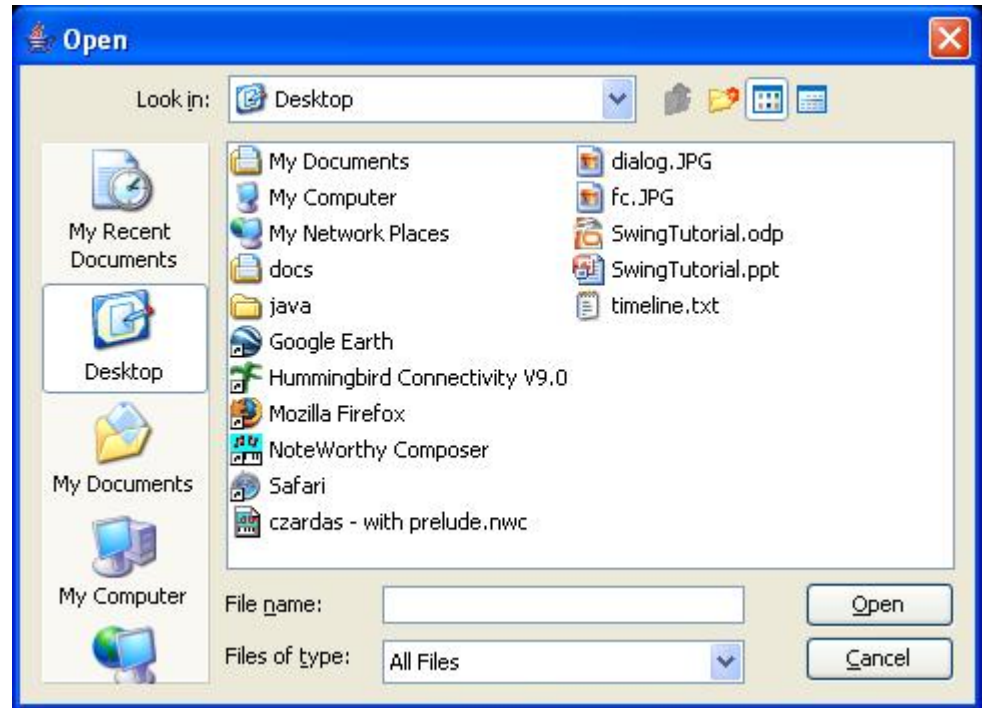 Open
Look in:
Desktop
My Recent
Documents
Desktop
My Documents
My Computer
My Documents
My Computer
My Network Places
docs
java
Google Earth
Hummingbird Connectivity V9.0
Mozilla Firefox
NoteWorthy Composer
Safari
czardas - with prelude.nwc
dialog.JPG
fc.JPG
SwingTutorial.odp
SwingTutorial.ppt
timeline.txt
File name:
Open
Files of type:
All Files
Cancel